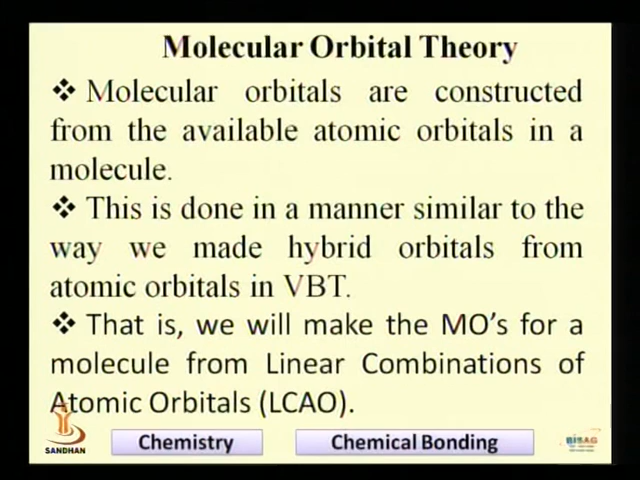 Molecular Orbital Theory
❖ Molecular orbitals are constructed
from the available atomic orbitals in a
molecule.
❖ This is done in a manner similar to the
way we made hybrid orbitals from
atomic orbitals in VBT.
❖ That is, we will make the MO's for a
molecule from Linear Combinations of
Atomic Orbitals (LCAO).
SANDHAN
Chemistry
Chemical Bonding
BISAG